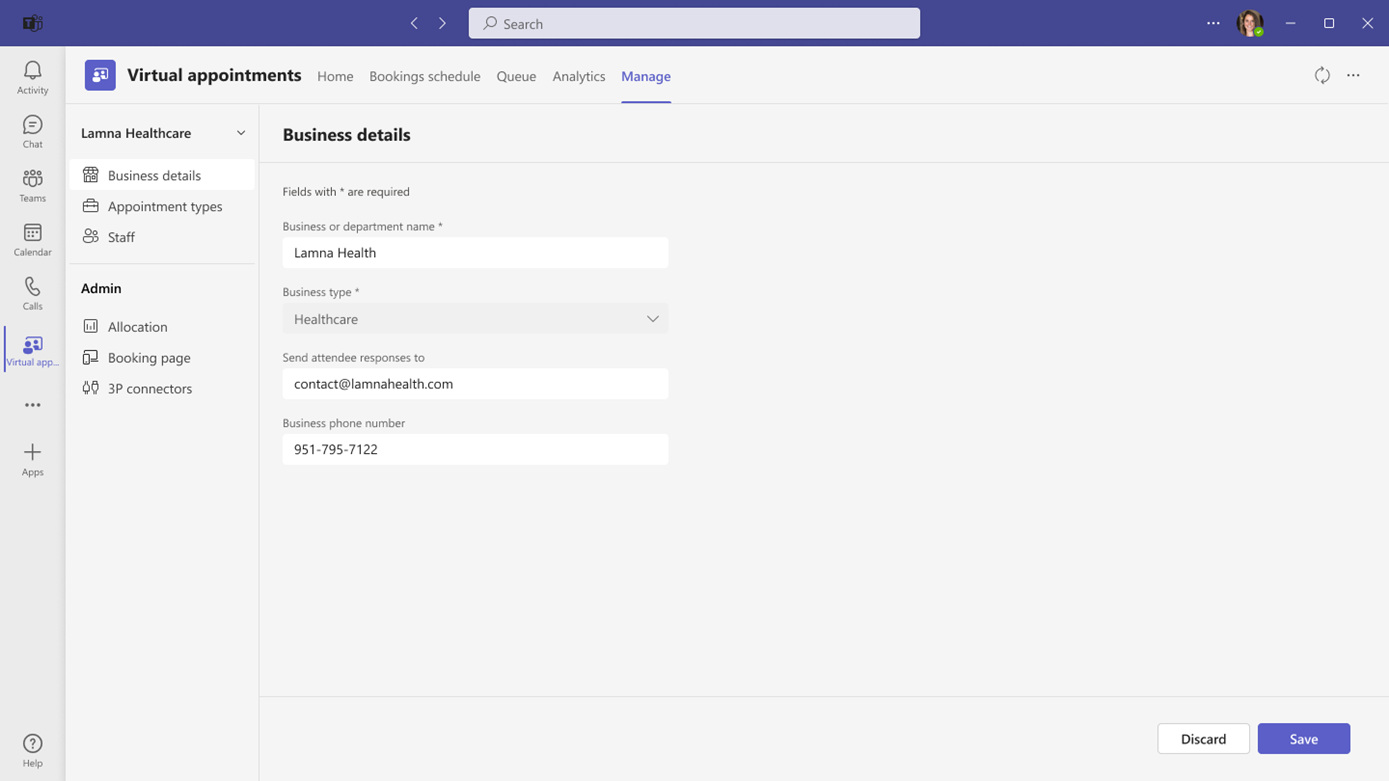 Search
Activity
Chat
Teams
Calendar
Calls
Virtual app...
Apps
Help
Virtual appointments
Home
Bookings schedule
Queue
Analytics
Manage
Lamna Healthcare
Business details
Appointment types
Staff
Admin
Allocation
Booking page
3P connectors
Business details
Fields with * are required
Business or department name *
Lamna Health
Business type *
Healthcare
Send attendee responses to
contact@lamnahealth.com
Business phone number
951-795-7122
Discard
Save